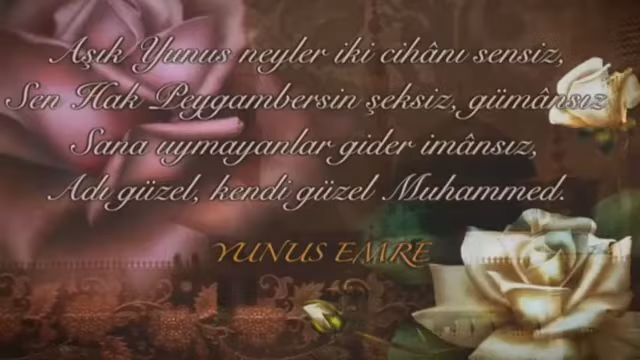 Aşık Yunus neyler iki cihânı sensiz,
Sen Hak Peygambersin şeksiz, gümânsız
Sana uymayanlar gider imânsız,
Adı güzel, kendi güzel Muhammed.
YUNUS EMRE